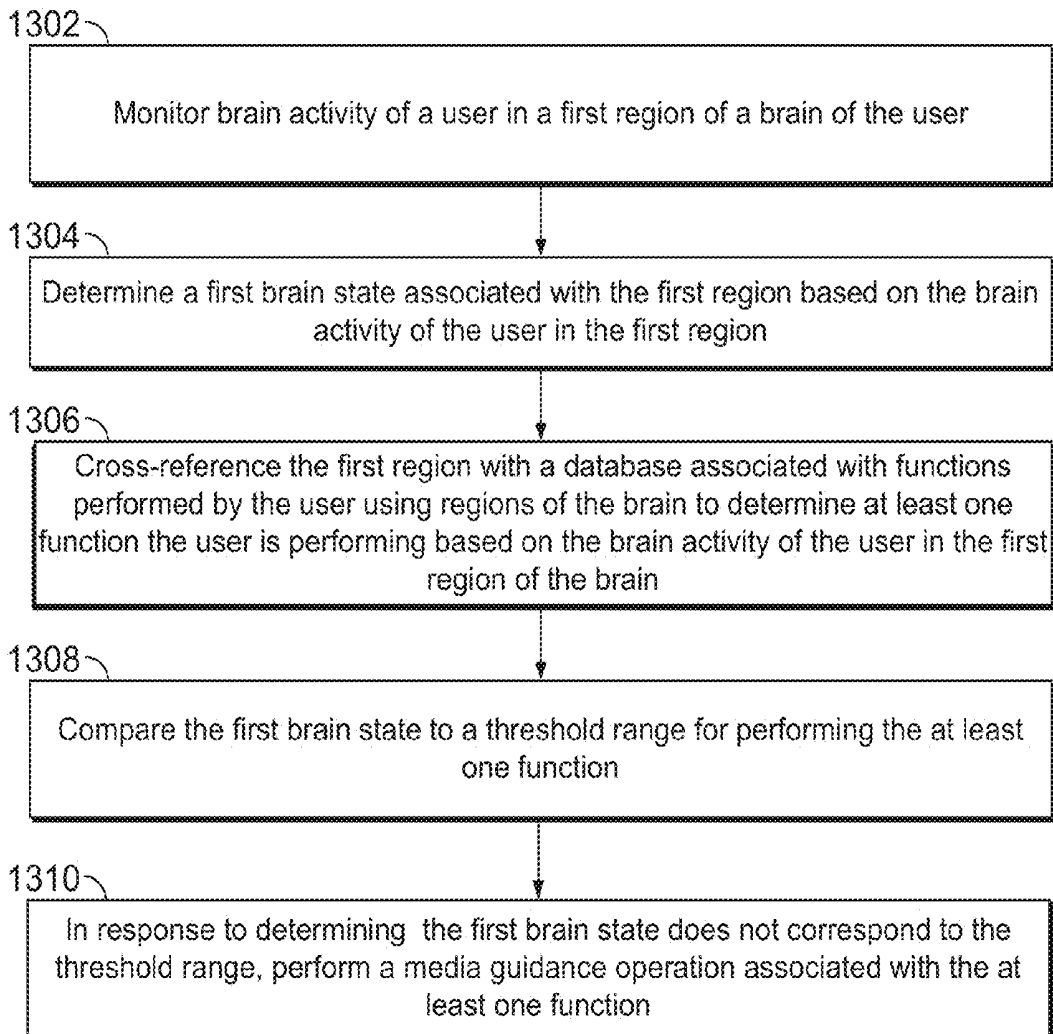 1302
Monitor brain activity of a user in a first region of a brain of the user
1304
Determine a first brain state associated with the first region based on the brain
activity of the user in the first region
1306
Cross-reference the first region with a database associated with functions
performed by the user using regions of the brain to determine at least one
function the user is performing based on the brain activity of the user in the first
region of the brain
1308
Compare the first brain state to a threshold range for performing the at least
one function
1310
In response to determining the first brain state does not correspond to the
threshold range, perform a media guidance operation associated with the at
least one function